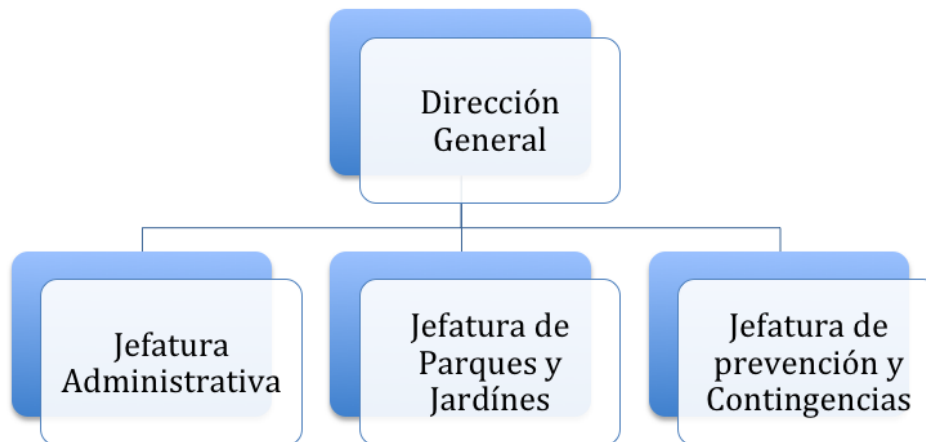 Dirección
General
Jefatura
Administrativa
Jefatura de
Parques y
Jardínes
Jefatura de
prevención y
Contingencias